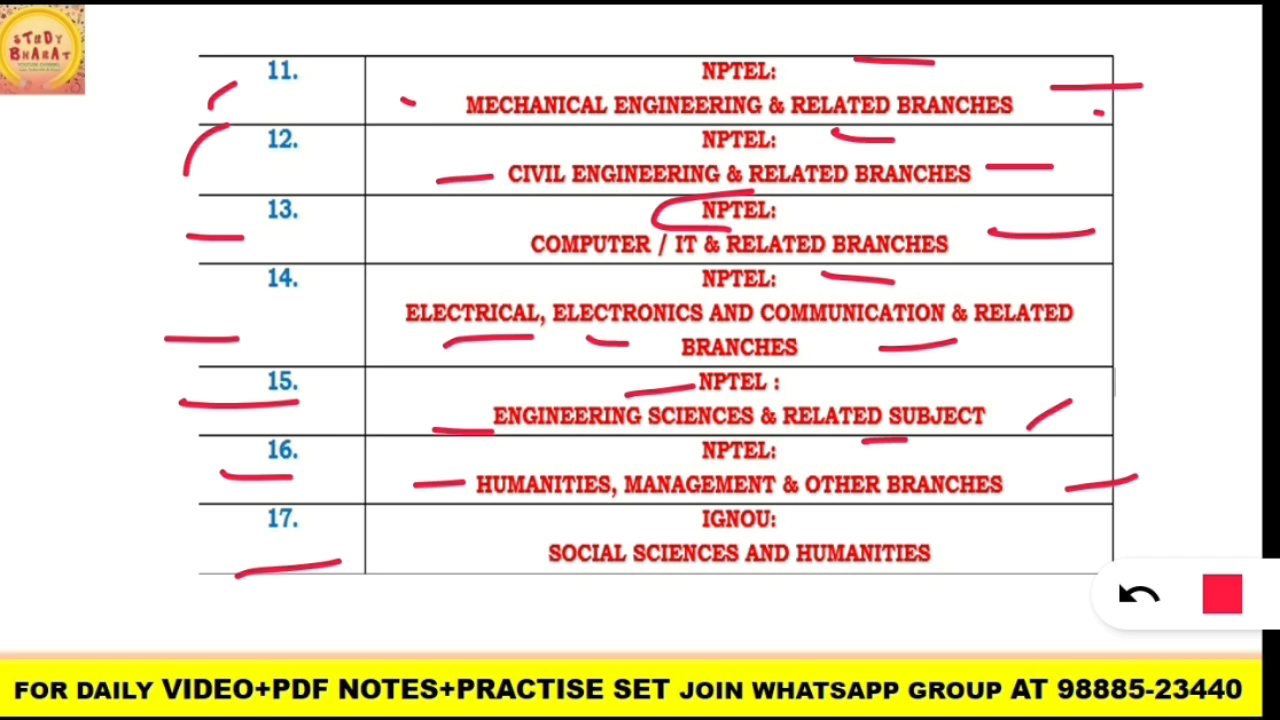 STUDY
BHARAT
11.
NPTEL:
MECHANICAL ENGINEERING & RELATED BRANCHES
12.
NPTEL:
CIVIL ENGINEERING & RELATED BRANCHES
13.
NPTEL:
COMPUTER / IT & RELATED BRANCHES
14.
NPTEL:
ELECTRICAL, ELECTRONICS AND COMMUNICATION & RELATED
BRANCHES
15.
NPTEL :
ENGINEERING SCIENCES & RELATED SUBJECT
16.
NPTEL:
HUMANITIES, MANAGEMENT & OTHER BRANCHES
17.
IGNOU:
SOCIAL SCIENCES AND HUMANITIES
FOR DAILY VIDEO+PDF NOTES+PRACTISE SET JOIN WHATSAPP GROUP AT 98885-23440